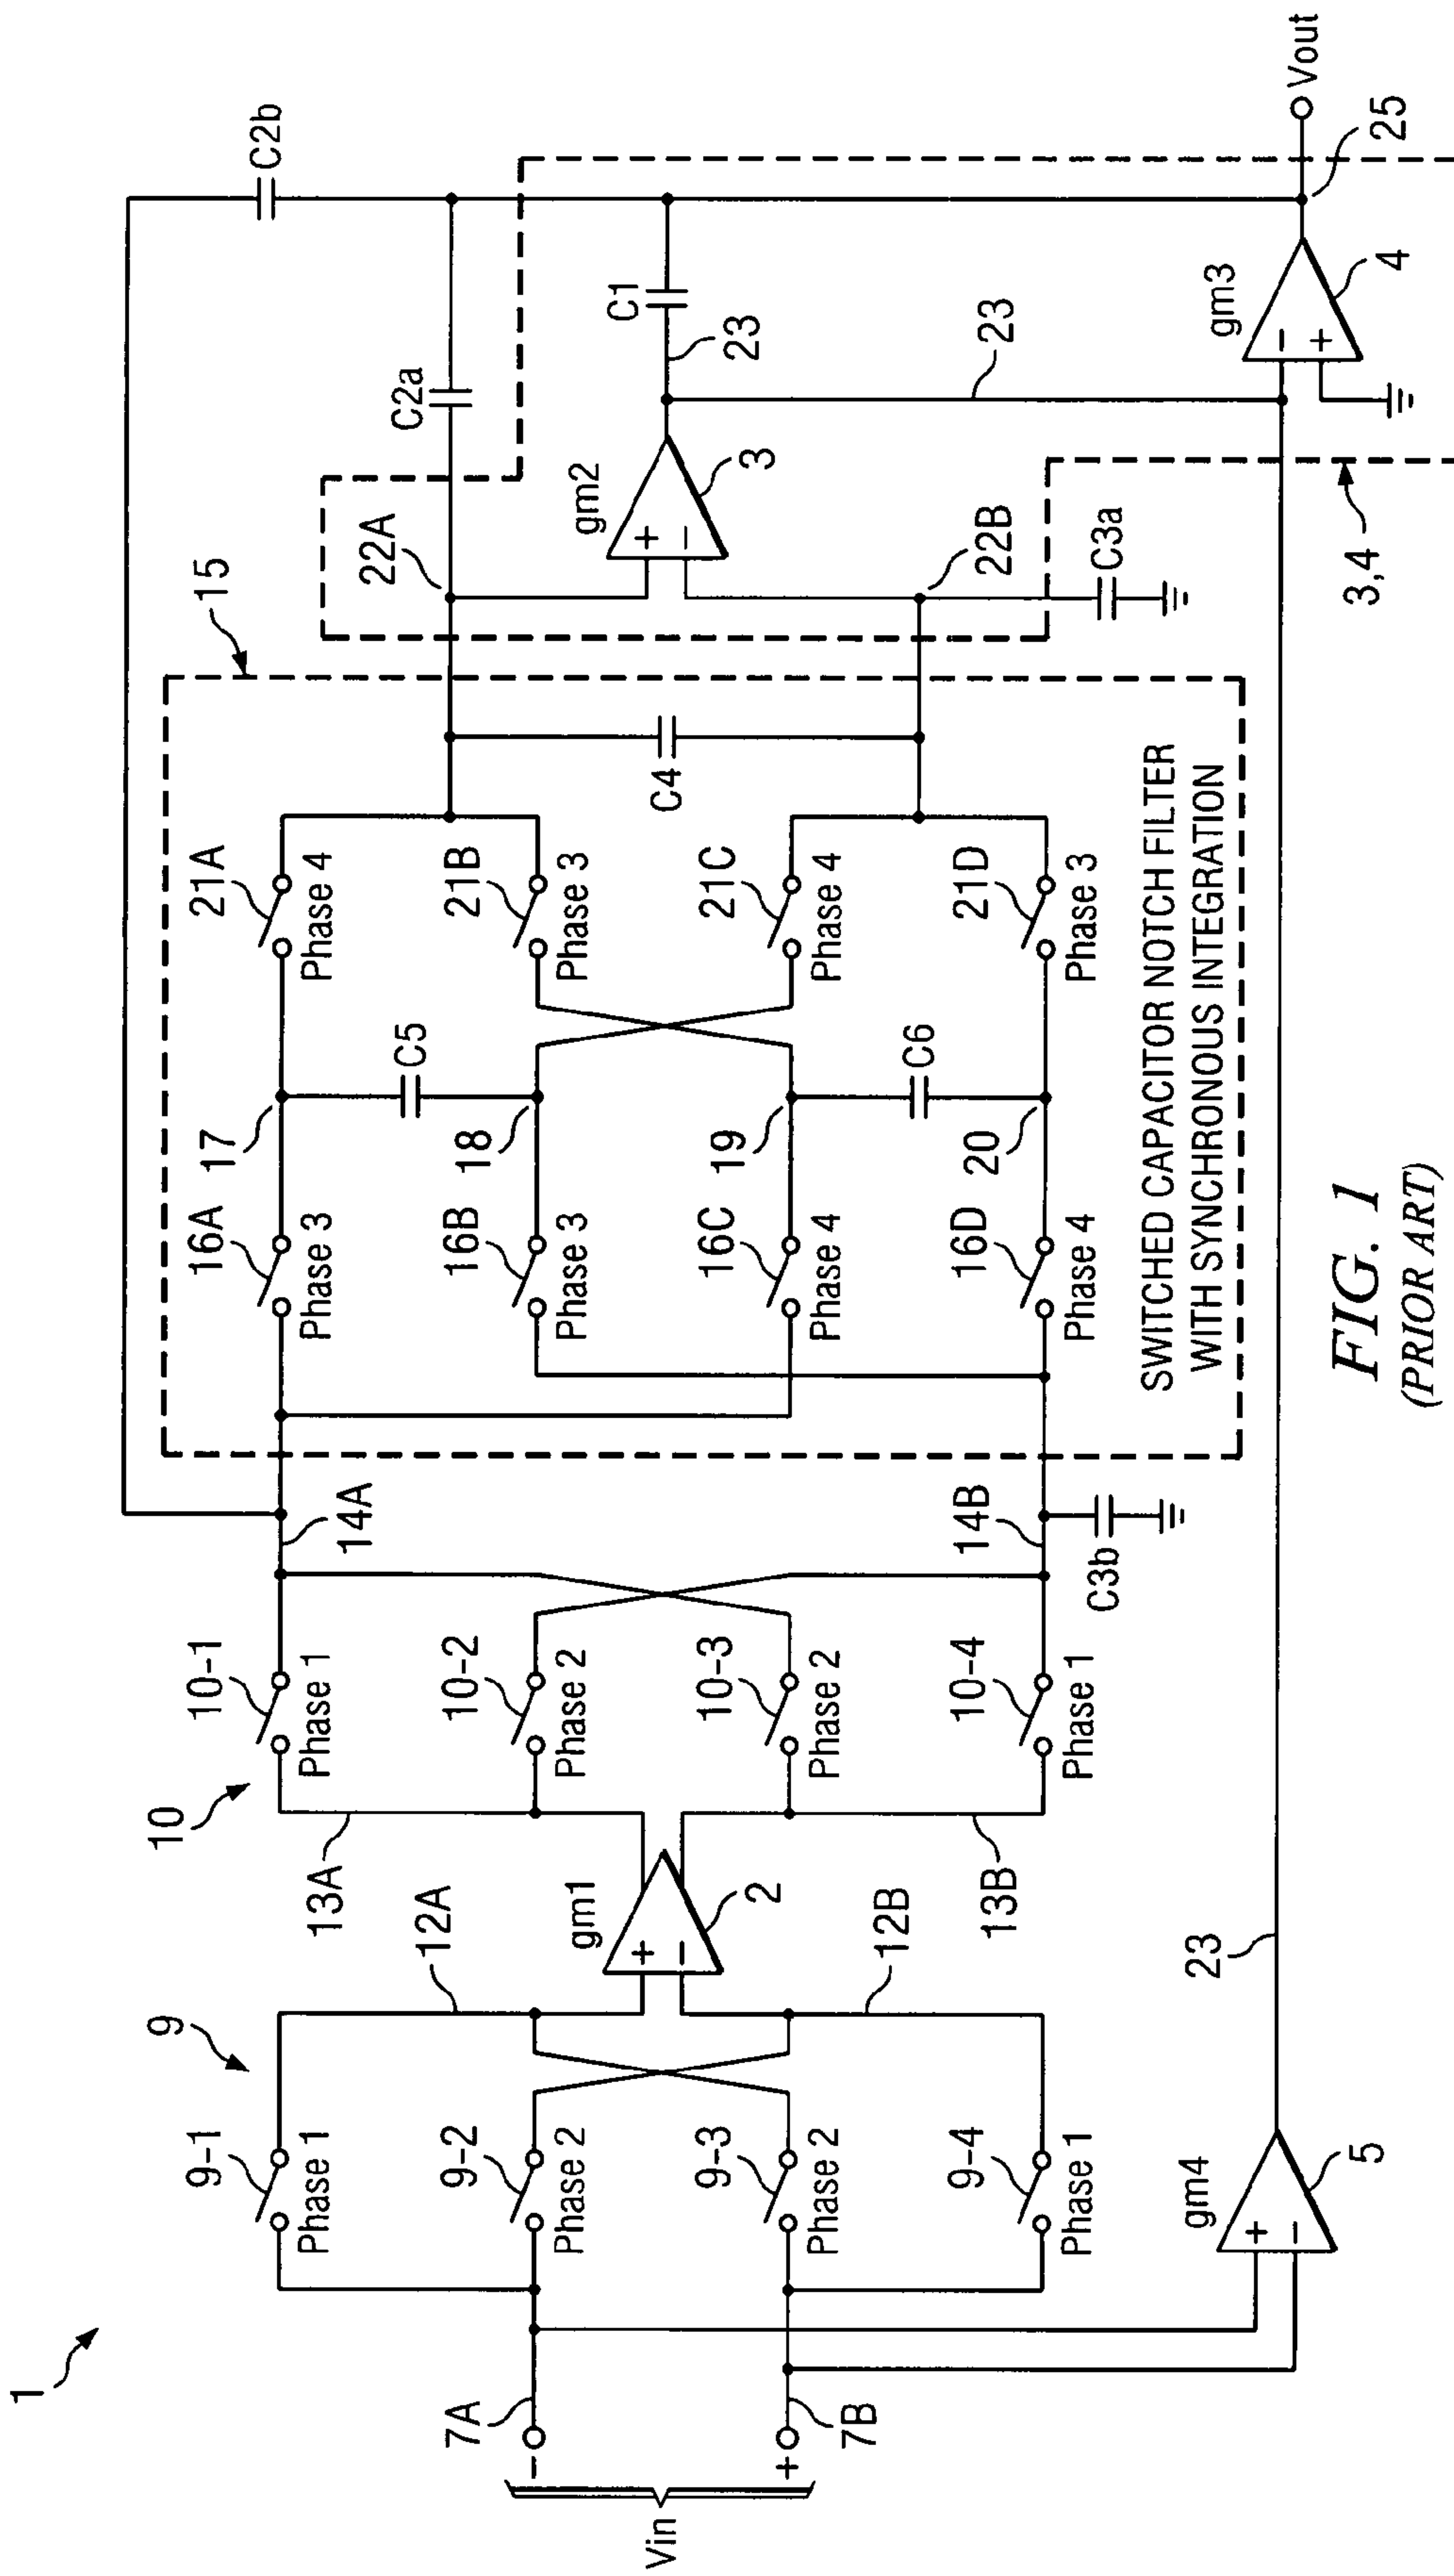 1
Vin
-
+
7A
7B
9
9-1
Phase 1
9-2
Phase 2
9-3
Phase 2
9-4
Phase 1
12A
12B
gm1
+
-
2
gm4
+
-
5
23
13A
13B
10
10-1
Phase 1
10-2
Phase 2
10-3
Phase 2
10-4
Phase 1
14A
14B
C3b
15
16A
Phase 3
16B
Phase 3
16C
Phase 4
16D
Phase 4
17
18
19
20
C5
C6
21A
Phase 4
21B
Phase 3
21C
Phase 4
21D
Phase 3
C4
SWITCHED CAPACITOR NOTCH FILTER
WITH SYNCHRONOUS INTEGRATION
22A
22B
C3a
gm2
+
-
3
3,4
C2a
C2b
C1
23
23
gm3
-
+
4
25
Vout
FIG. 1
(PRIOR ART)